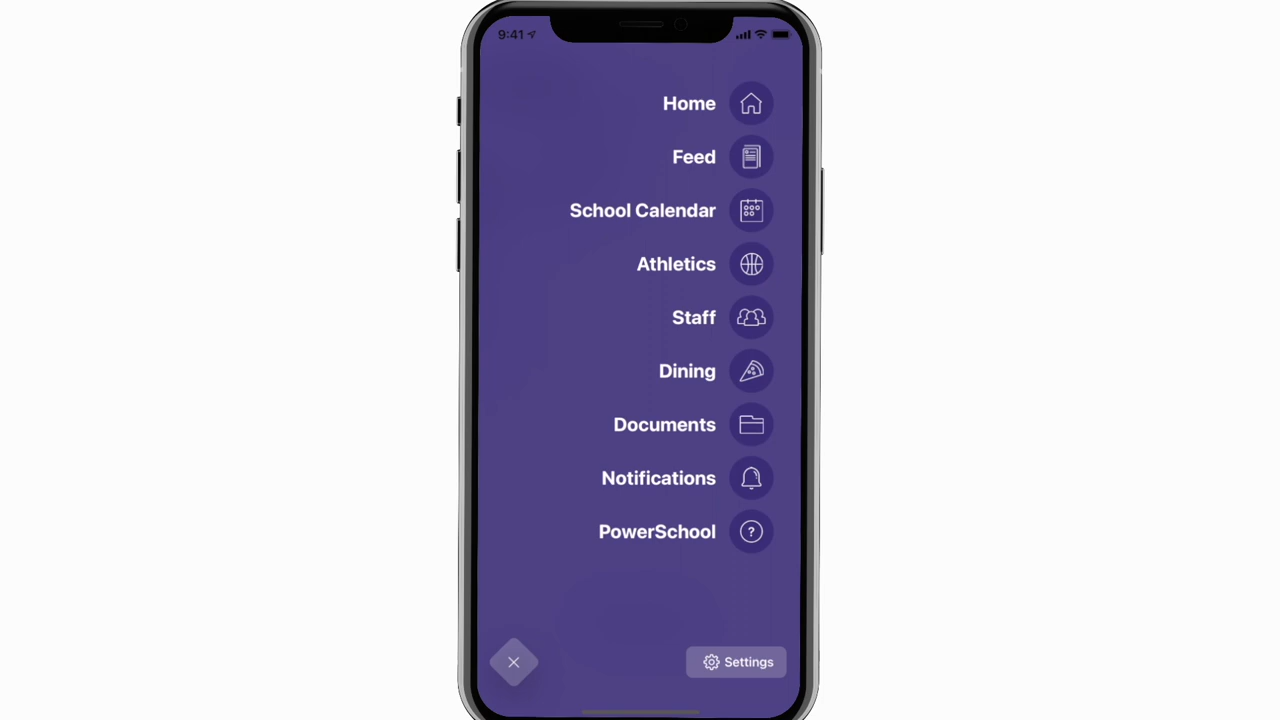 9:41
Home
Feed
School Calendar
Athletics
Staff
Dining
Documents
Notifications
PowerSchool
?
Settings